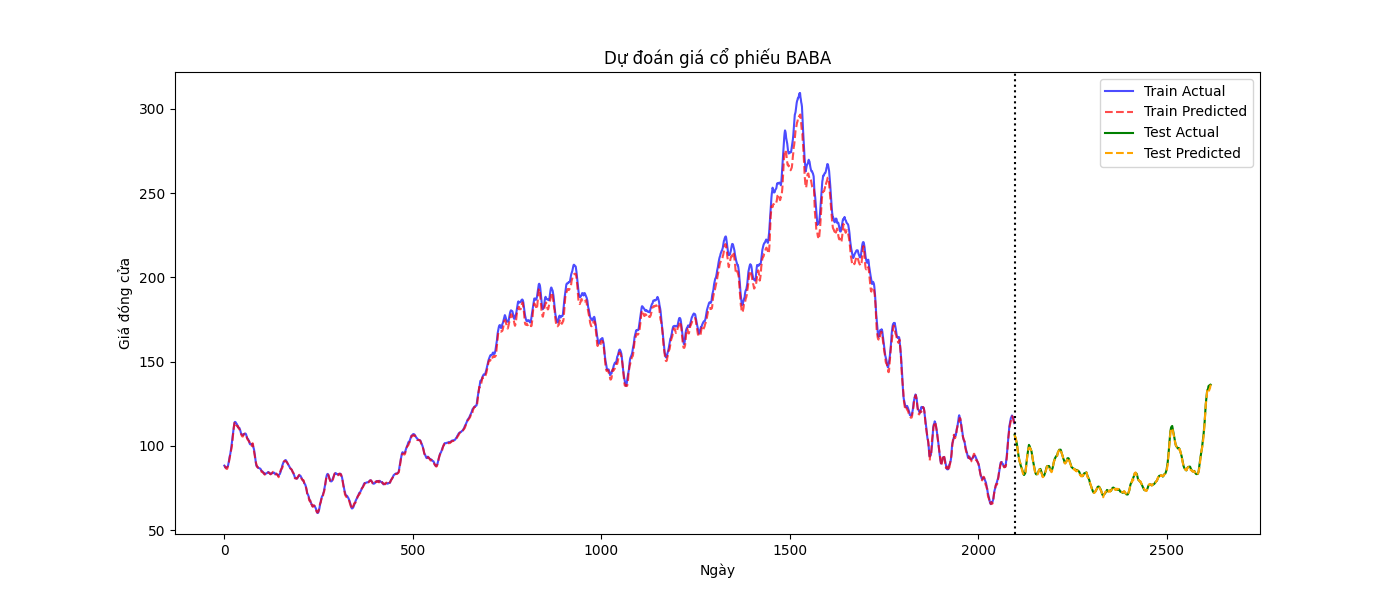 Dự đoán giá cổ phiếu BABA
Train Actual
Train Predicted
Test Actual
Test Predicted
Giá đóng cửa
300
250
200
150
100
50
0
500
1000
1500
2000
2500
Ngày